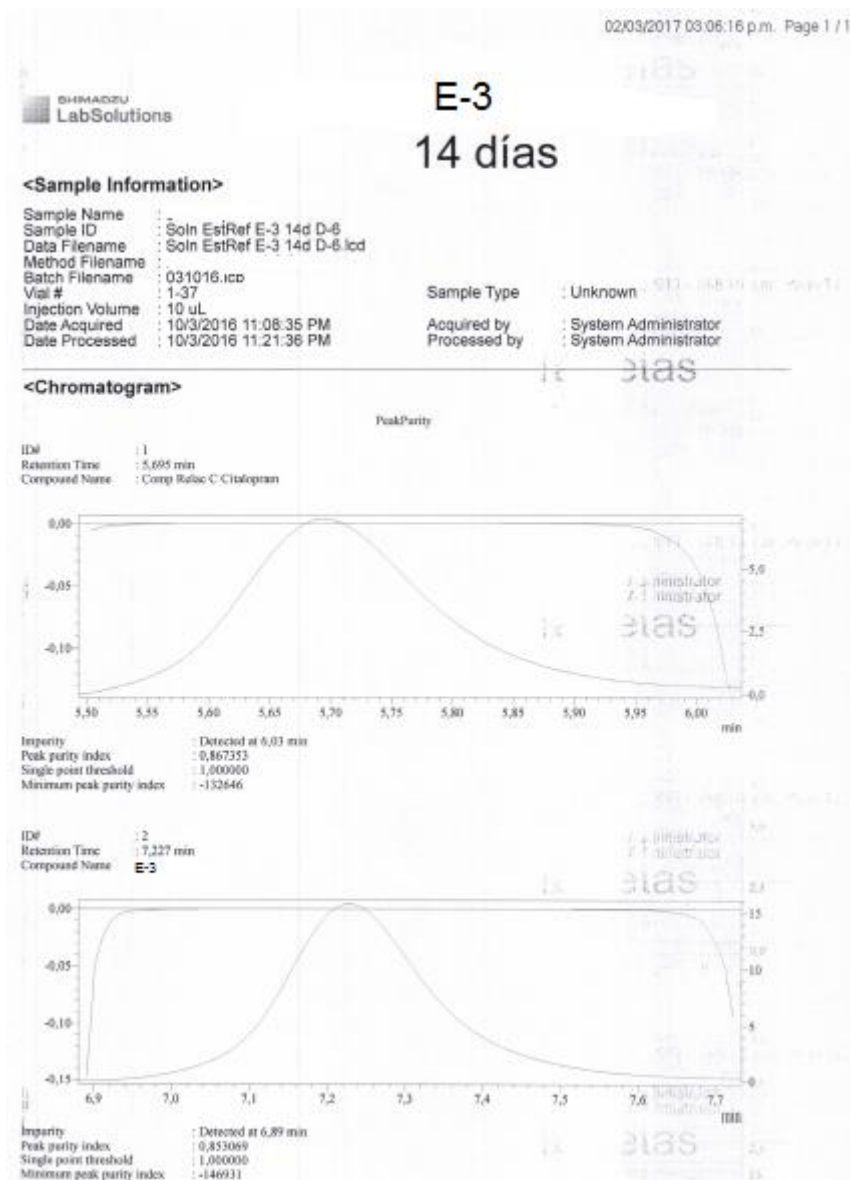 02/03/2017 03:06:16 p.m. Page 1 / 1
SHIMADZU
LabSolutions
E-3
14 días
<Sample Information>
Sample Name : -
Sample ID : Soln EstRef E-3 14d D-6
Data Filename : Soln EstRef E-3 14d D-6.lcd
Method Filename :
Batch Filename : 031016.lcb
Vial # : 1-37
Injection Volume : 10 uL
Date Acquired : 10/3/2016 11:08:35 PM
Date Processed : 10/3/2016 11:21:36 PM
Sample Type : Unknown
Acquired by : System Administrator
Processed by : System Administrator
<Chromatogram>
PeakPurity
ID# : 1
Retention Time : 5,695 min
Compound Name : Comp Relac C Citalopram
0,00
-0,05
-0,10
5,0
2,5
0,0
5,50 5,55 5,60 5,65 5,70 5,75 5,80 5,85 5,90 5,95 6,00
min
Impurity : Detected at 6,03 min
Peak purity index : 0,867353
Single point threshold : 1,000000
Minimum peak purity index : -132646
ID# : 2
Retention Time : 7,227 min
Compound Name E-3
0,00
-0,05
-0,10
-0,15
15
10
5
0
6,9 7,0 7,1 7,2 7,3 7,4 7,5 7,6 7,7
min
Impurity : Detected at 6,89 min
Peak purity index : 0,853069
Single point threshold : 1,000000
Minimum peak purity index : -146931